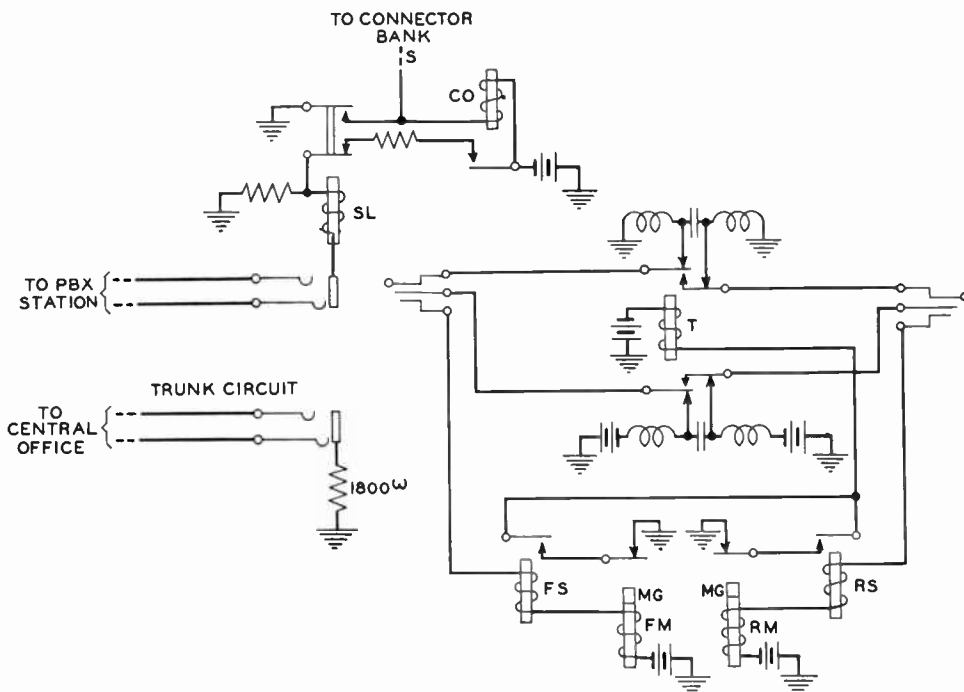 TO CONNECTOR
BANK
S
CO
SL
TO PBX
STATION
T
TRUNK CIRCUIT
TO
CENTRAL
OFFICE
1800ω
FS
MG
FM
MG
RM
RS